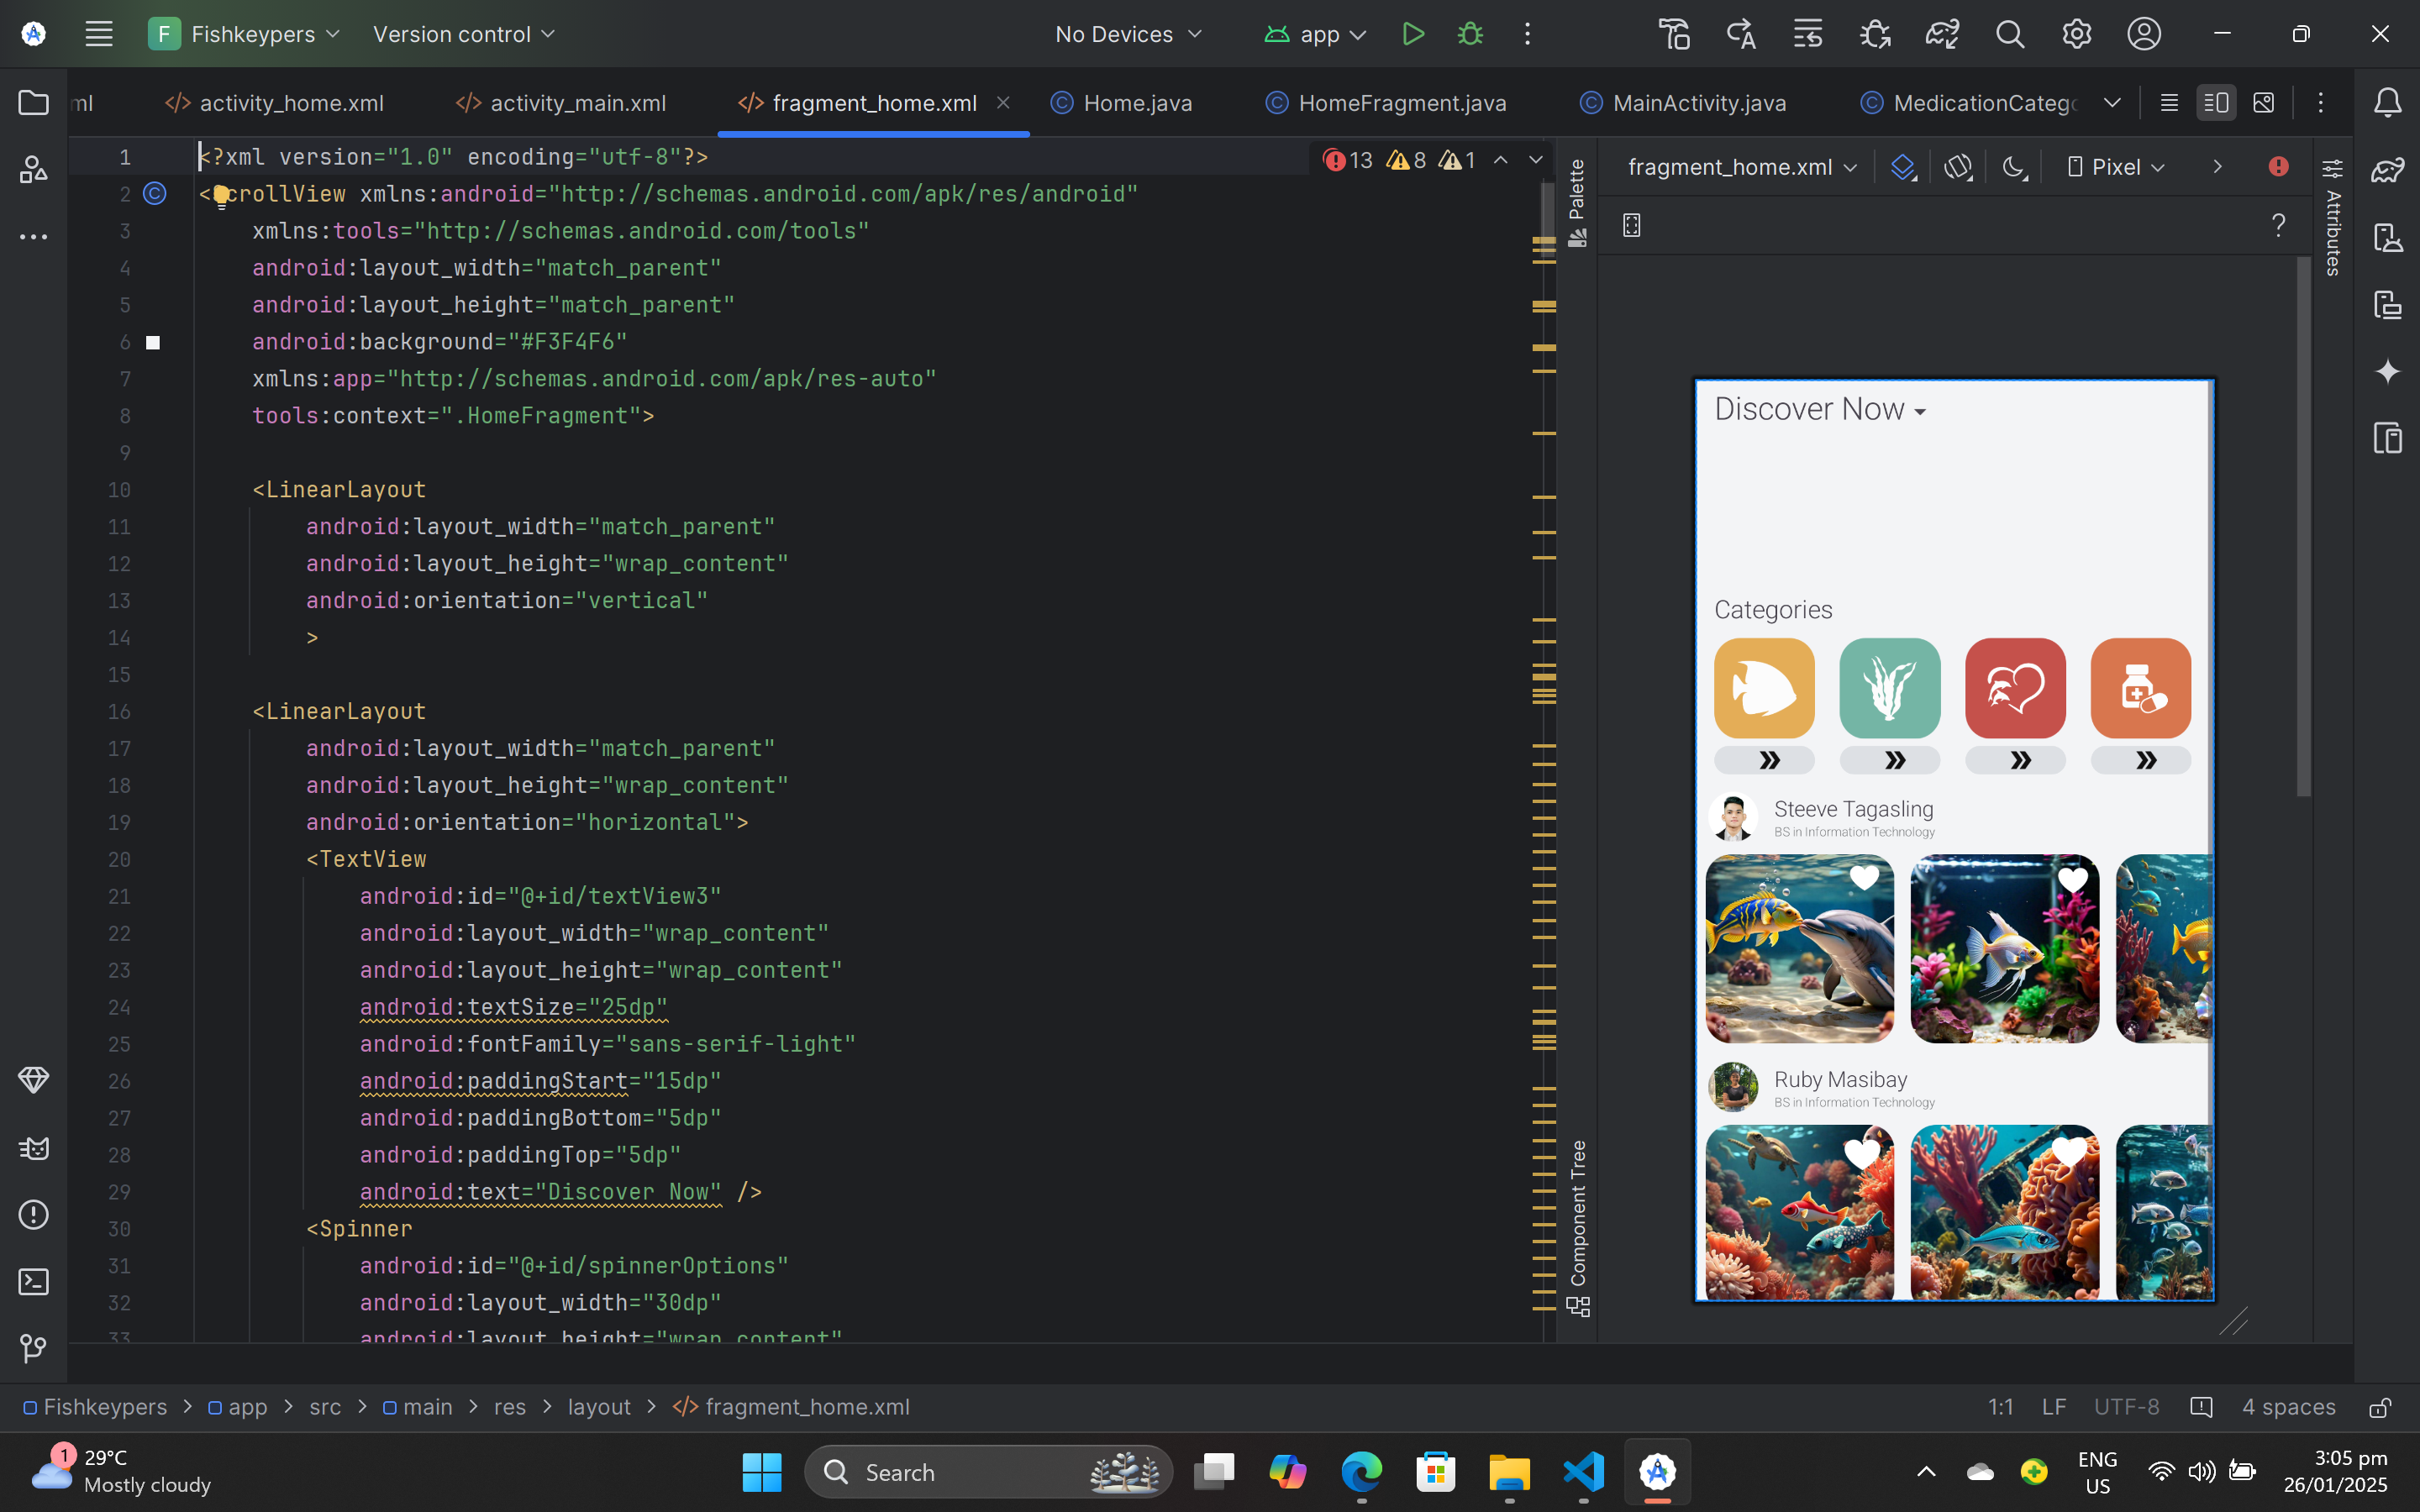 F Fishkeypers Version control No Devices app
ml activity_home.xml activity_main.xml fragment_home.xml Home.java HomeFragment.java MainActivity.java MedicationCatego
1 <?xml version="1.0" encoding="utf-8"?> 13 8 1
2 <ScrollView xmlns:android="http://schemas.android.com/apk/res/android"
3 xmlns:tools="http://schemas.android.com/tools"
4 android:layout_width="match_parent"
5 android:layout_height="match_parent"
6 android:background="#F3F4F6"
7 xmlns:app="http://schemas.android.com/apk/res-auto"
8 tools:context=".HomeFragment">
9
10 <LinearLayout
11 android:layout_width="match_parent"
12 android:layout_height="wrap_content"
13 android:orientation="vertical"
14 >
15
16 <LinearLayout
17 android:layout_width="match_parent"
18 android:layout_height="wrap_content"
19 android:orientation="horizontal">
20 <TextView
21 android:id="@+id/textView3"
22 android:layout_width="wrap_content"
23 android:layout_height="wrap_content"
24 android:textSize="25dp"
25 android:fontFamily="sans-serif-light"
26 android:paddingStart="15dp"
27 android:paddingBottom="5dp"
28 android:paddingTop="5dp"
29 android:text="Discover Now" />
30 <Spinner
31 android:id="@+id/spinnerOptions"
32 android:layout_width="30dp"
33 android:layout_height="wrap_content"
Palette
Component Tree
fragment_home.xml Pixel
?
Attributes
Discover Now
Categories
Steeve Tagasling
BS in Information Technology
Ruby Masibay
BS in Information Technology
Fishkeypers > app > src > main > res > layout > fragment_home.xml 1:1 LF UTF-8 4 spaces
1 29°C
Mostly cloudy
Search
ENG
US
3:05 pm
26/01/2025